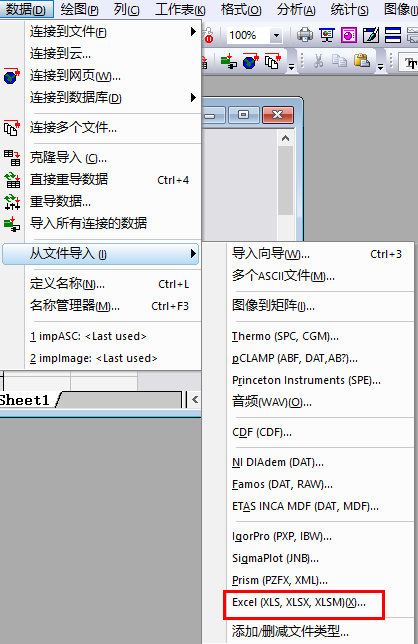 数据(D) 绘图(P) 列(C) 工作表(K) 格式(O) 分析(A) 统计(S) 图像(I
连接到文件(F)
100%
连接到云...
连接到网页(W)...
连接到数据库(D)
连接多个文件...
克隆导入 (C)...
直接重导数据 Ctrl+4
重导数据...
导入所有连接的数据
从文件导入 (I)
导入向导(W)... Ctrl+3
多个ASCII文件(M)...
定义名称(N)... Ctrl+L
名称管理器(M)... Ctrl+F3
图像到矩阵(I)...
1 impASC: <Last used>
2 impImage: <Last used>
Thermo (SPC, CGM)...
pCLAMP (ABF, DAT,AB?)...
Princeton Instruments (SPE)...
音频(WAV)(O)...
Sheet1
CDF (CDF)...
NI DIAdem (DAT)...
Famos (DAT, RAW)...
ETAS INCA MDF (DAT, MDF)...
IgorPro (PXP, IBW)...
SigmaPlot (JNB)...
Prism (PZFX, XML)...
Excel (XLS, XLSX, XLSM)(X)...
添加/删减文件类型...